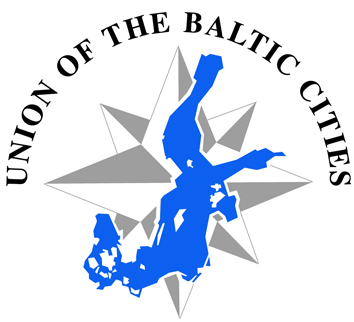 UNION OF THE BALTIC CITIES